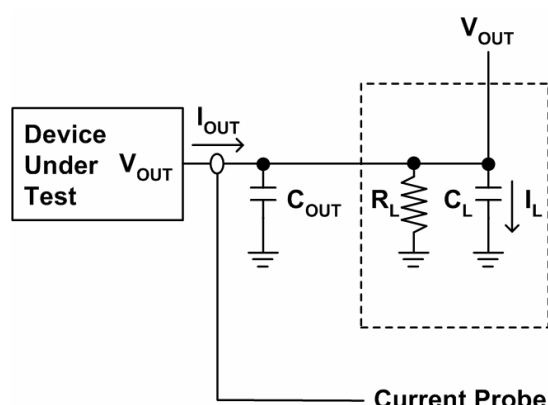 V_OUT
Device
Under
Test
V_OUT
I_OUT
C_OUT
R_L
C_L
I_L
Current Probe